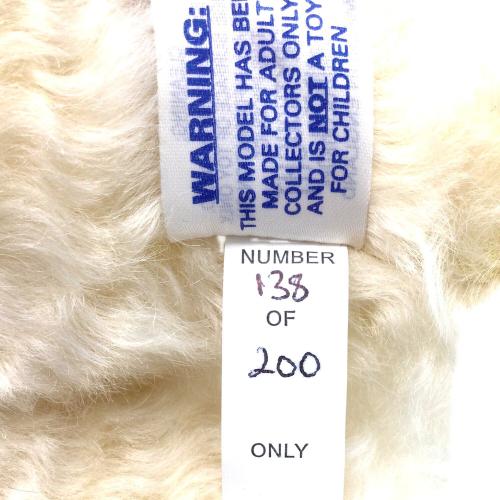 WARNING:
THIS MODEL HAS BE
MADE FOR ADULT
COLLECTORS ONLY
AND IS NOT A TOY
FOR CHILDREN
NUMBER
138
OF
200
ONLY